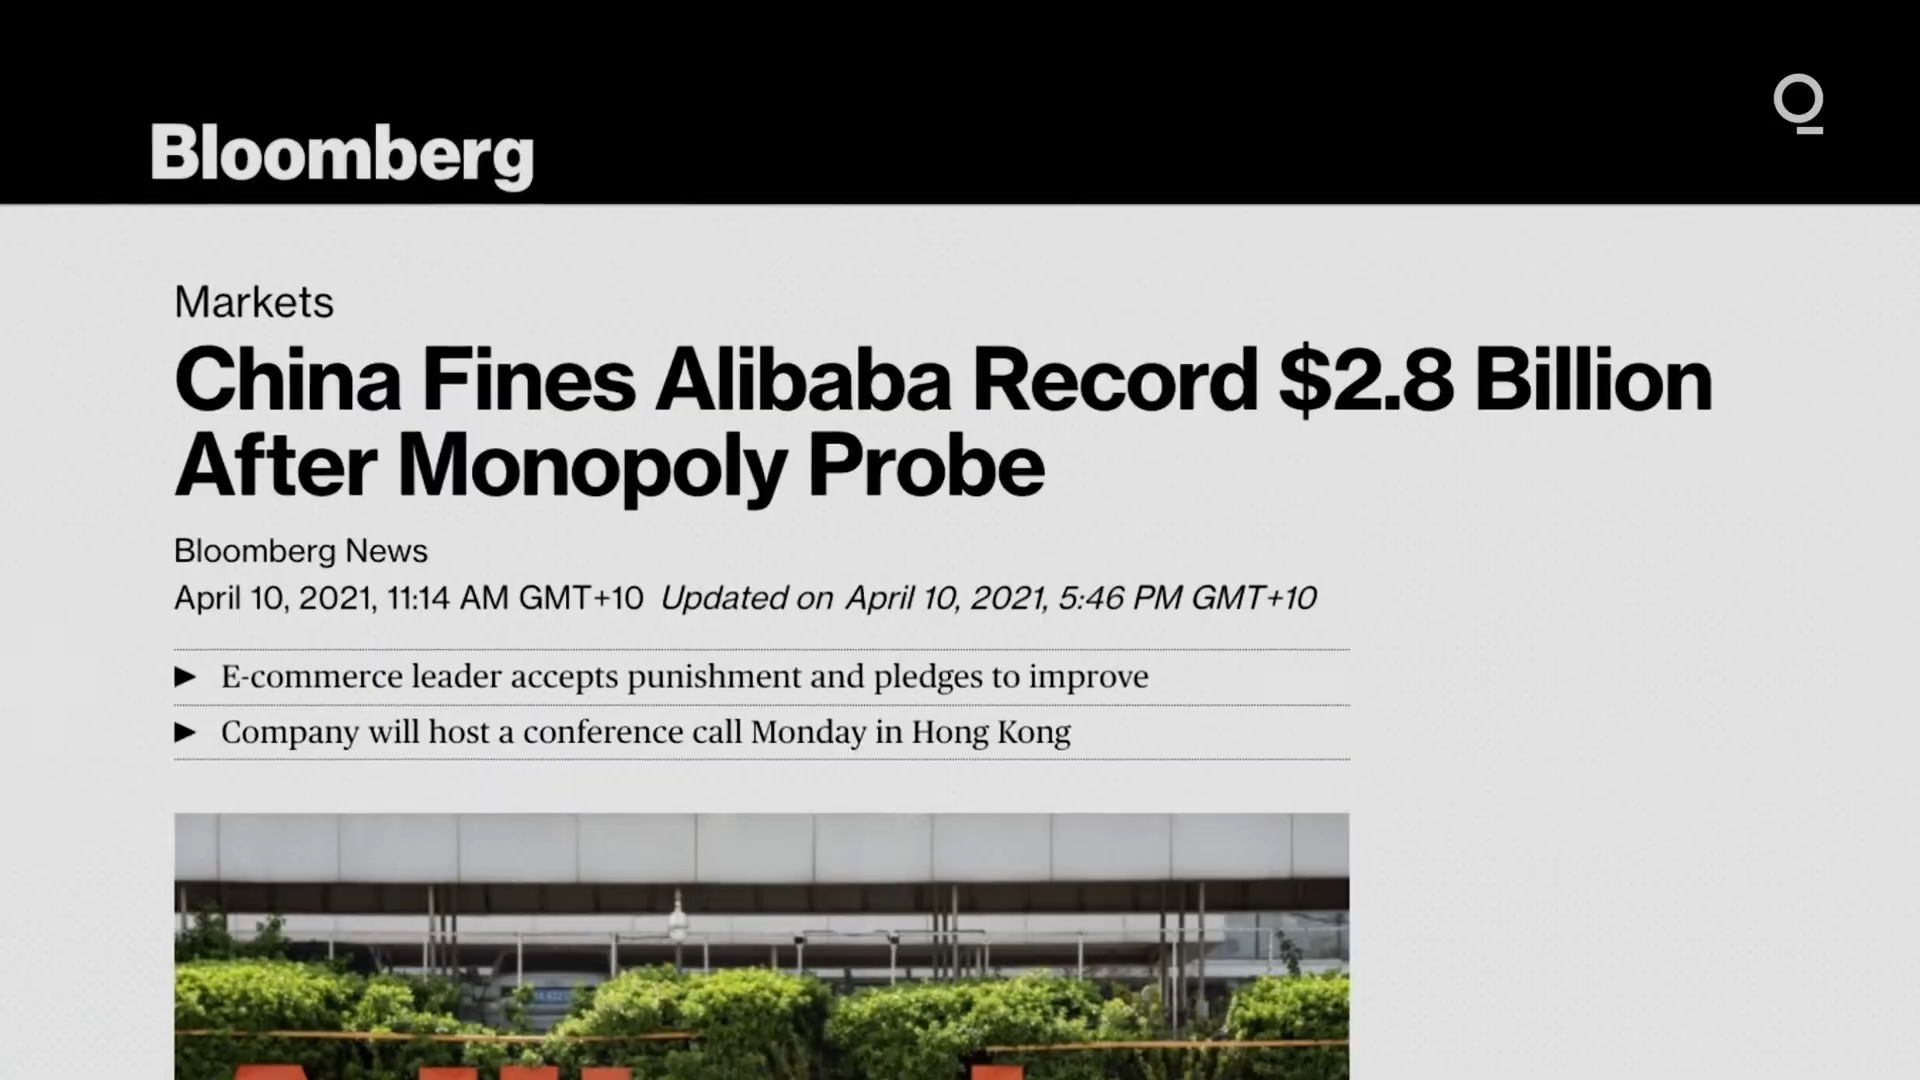 Bloomberg
Markets
China Fines Alibaba Record $2.8 Billion
After Monopoly Probe
Bloomberg News
April 10, 2021, 11:14 AM GMT+10 Updated on April 10, 2021, 5:46 PM GMT+10
► E-commerce leader accepts punishment and pledges to improve
► Company will host a conference call Monday in Hong Kong